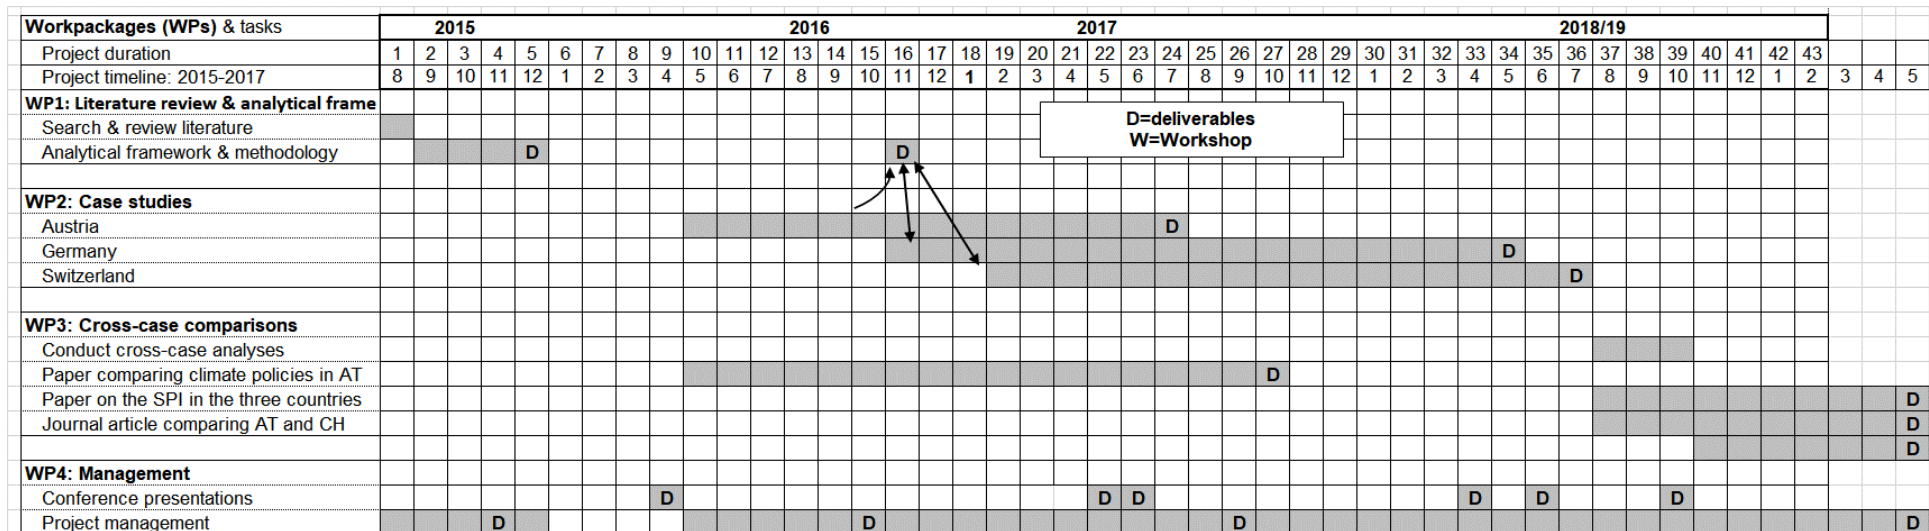 Workpackages (WPs) & tasks 2015 2016 2017 2018/19
Project duration 1 2 3 4 5 6 7 8 9 10 11 12 13 14 15 16 17 18 19 20 21 22 23 24 25 26 27 28 29 30 31 32 33 34 35 36 37 38 39 40 41 42 43
Project timeline: 2015-2017 8 9 10 11 12 1 2 3 4 5 6 7 8 9 10 11 12 1 2 3 4 5 6 7 8 9 10 11 12 1 2 3 4 5 6 7 8 9 10 11 12 1 2 3 4 5
WP1: Literature review & analytical frame
D=deliverables
W=Workshop
Search & review literature
Analytical framework & methodology D D
WP2: Case studies
Austria D
Germany D
Switzerland D
WP3: Cross-case comparisons
Conduct cross-case analyses
Paper comparing climate policies in AT D
Paper on the SPI in the three countries D
Journal article comparing AT and CH D
D
WP4: Management
Conference presentations D D D D D D
Project management D D D D